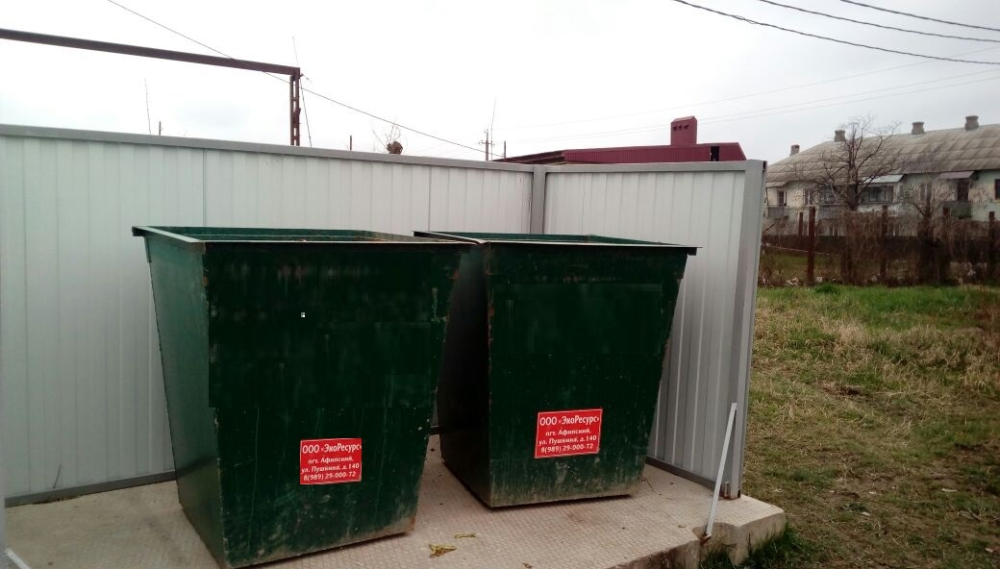 ООО «ЭкоРесурс»
пгт. Афипский,
ул. Пушкина, д.140
8(989) 29-000-72
ООО «ЭкоРесурс»
пгт. Афипский,
ул. Пушкина, д.140
8(989) 29-000-72